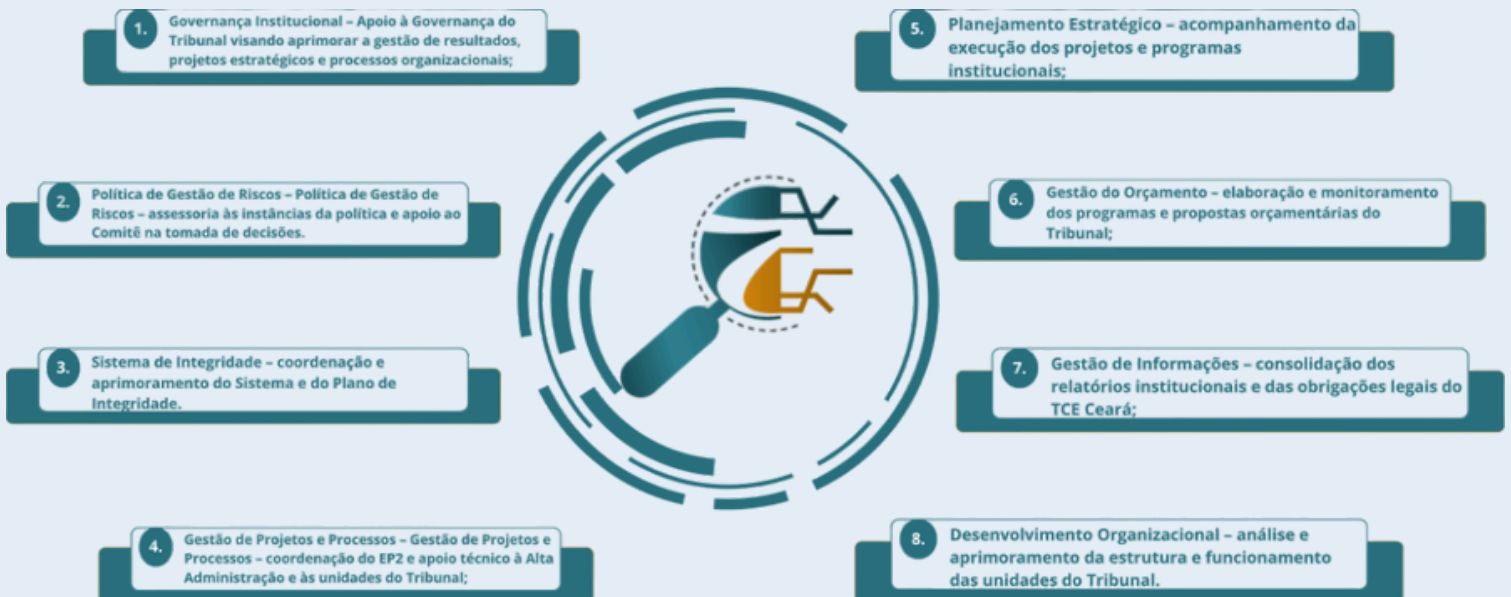 1.
Governança Institucional – Apoio à Governança do
Tribunal visando aprimorar a gestão de resultados,
projetos estratégicos e processos organizacionais;
2.
Política de Gestão de Riscos – Política de Gestão de
Riscos – assessoria às instâncias da política e apoio ao
Comitê na tomada de decisões.
3.
Sistema de Integridade – coordenação e
aprimoramento do Sistema e do Plano de
Integridade.
4.
Gestão de Projetos e Processos – Gestão de Projetos e
Processos – coordenação do EP2 e apoio técnico à Alta
Administração e às unidades do Tribunal;
5.
Planejamento Estratégico – acompanhamento da
execução dos projetos e programas
institucionais;
6.
Gestão do Orçamento – elaboração e monitoramento
dos programas e propostas orçamentárias do
Tribunal;
7.
Gestão de Informações – consolidação dos
relatórios institucionais e das obrigações legais do
TCE Ceará;
8.
Desenvolvimento Organizacional – análise e
aprimoramento da estrutura e funcionamento
das unidades do Tribunal.